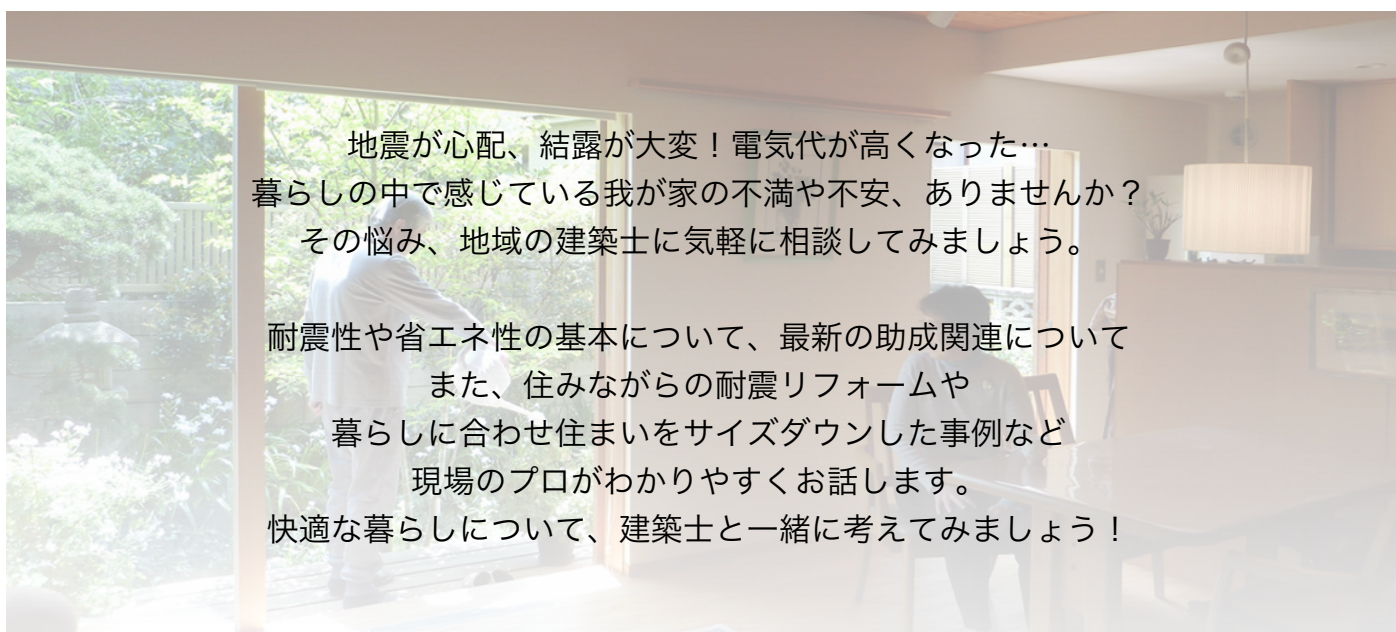 地震が心配、結露が大変！電気代が高くなった…
暮らしの中で感じている我が家の不満や不安、ありませんか？
その悩み、地域の建築士に気軽に相談してみましょう。
耐震性や省エネ性の基本について、最新の助成関連について
また、住みながらの耐震リフォームや
暮らしに合わせ住まいをサイズダウンした事例など
現場のプロがわかりやすくお話します。
快適な暮らしについて、建築士と一緒に考えてみましょう！